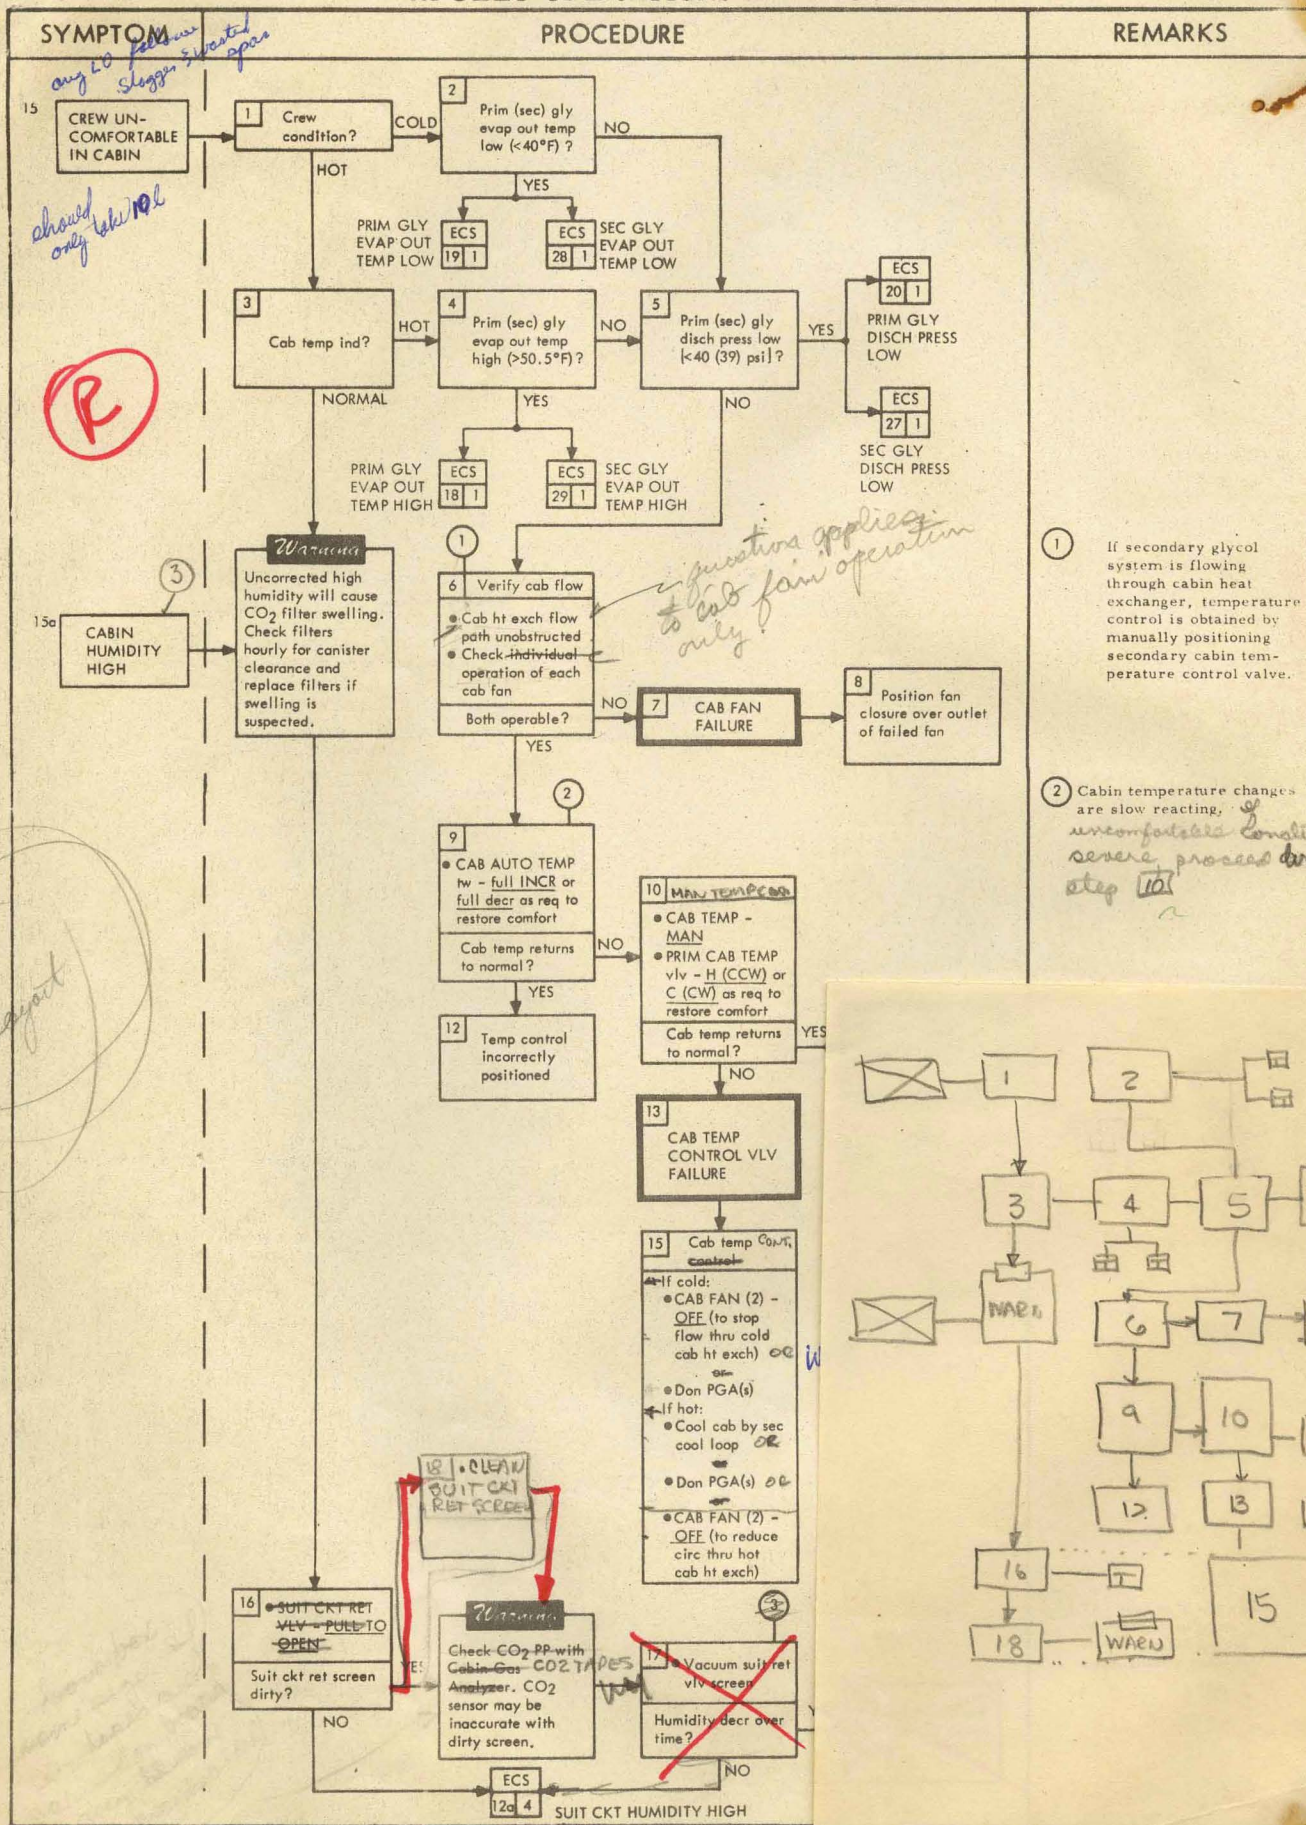 SYMPTOM
PROCEDURE
REMARKS
15
CREW UN-
COMFORTABLE
IN CABIN
should
only take
1 Crew
condition?
COLD
HOT
2
Prim (sec) gly
evap out temp
low (<40°F) ?
NO
YES
PRIM GLY
EVAP OUT
TEMP LOW
ECS
19 1
ECS
28 1
SEC GLY
EVAP OUT
TEMP LOW
3
Cab temp ind?
HOT
NORMAL
4
Prim (sec) gly
evap out temp
high (>50.5°F) ?
NO
YES
5
Prim (sec) gly
disch press low
[<40 (39) psi] ?
YES
NO
ECS
20 1
PRIM GLY
DISCH PRESS
LOW
ECS
27 1
SEC GLY
DISCH PRESS
LOW
R
PRIM GLY
EVAP OUT
TEMP HIGH
ECS
18 1
ECS
29 1
SEC GLY
EVAP OUT
TEMP HIGH
question applies
to cab fan operation
only!
3
15a
CABIN
HUMIDITY
HIGH
Warning
Uncorrected high
humidity will cause
CO2 filter swelling.
Check filters
hourly for canister
clearance and
replace filters if
swelling is
suspected.
1
6 Verify cab flow
• Cab ht exch flow
path unobstructed
• Check individual
operation of each
cab fan
Both operable?
NO
YES
7 CAB FAN
FAILURE
8
Position fan
closure over outlet
of failed fan
1
If secondary glycol
system is flowing
through cabin heat
exchanger, temperature
control is obtained by
manually positioning
secondary cabin tem-
perature control valve.
2 Cabin temperature changes
are slow reacting. If
uncomfortable
severe, proceed
step 10
2
9
• CAB AUTO TEMP
tw - full INCR or
full decr as req to
restore comfort
Cab temp returns
to normal?
NO
YES
10 MAN TEMP
• CAB TEMP -
MAN
• PRIM CAB TEMP
vlv - H (CCW) or
C (CW) as req to
restore comfort
Cab temp returns
to normal?
YES
NO
12
Temp control
incorrectly
positioned
13
CAB TEMP
CONTROL VLV
FAILURE
15 Cab temp CONT.
control
If cold:
• CAB FAN (2) -
OFF (to stop
flow thru cold
cab ht exch) OR
or
• Don PGA(s)
If hot:
• Cool cab by sec
cool loop OR
or
• Don PGA(s) OR
or
• CAB FAN (2) -
OFF (to reduce
circ thru hot
cab ht exch)
18 • CLEAN
SUIT CKT
RET SCREEN
16 • SUIT CKT RET
VLV - PULL TO
OPEN
Suit ckt ret screen
dirty?
YES
NO
Warning
Check CO2 PP with
Cabin Gas CO2 TAPES
Analyzer. CO2
sensor may be
inaccurate with
dirty screen.
3
17 • Vacuum suit ret
vlv screen
Humidity decr over
time?
NO
ECS
12a 4
SUIT CKT HUMIDITY HIGH
1
2
3
4
5
WARN
6
7
9
10
12
13
16
15
18
WARN